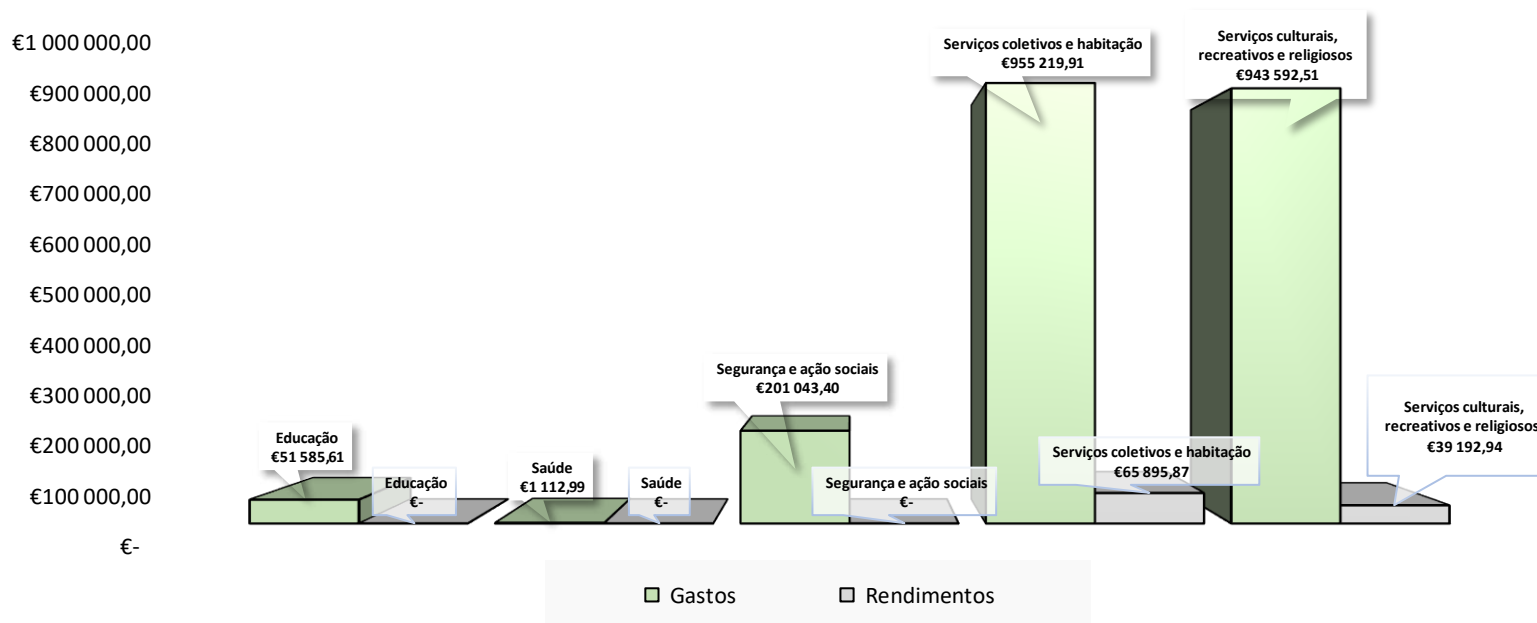 €1 000 000,00
€900 000,00
€800 000,00
€700 000,00
€600 000,00
€500 000,00
€400 000,00
€300 000,00
€200 000,00
€100 000,00
€-
Educação
€51 585,61
Educação
€-
Saúde
€1 112,99
Saúde
€-
Segurança e ação sociais
€201 043,40
Segurança e ação sociais
€-
Serviços coletivos e habitação
€955 219,91
Serviços coletivos e habitação
€65 895,87
Serviços culturais,
recreativos e religiosos
€943 592,51
Serviços culturais,
recreativos e religiosos
€39 192,94
Gastos
Rendimentos